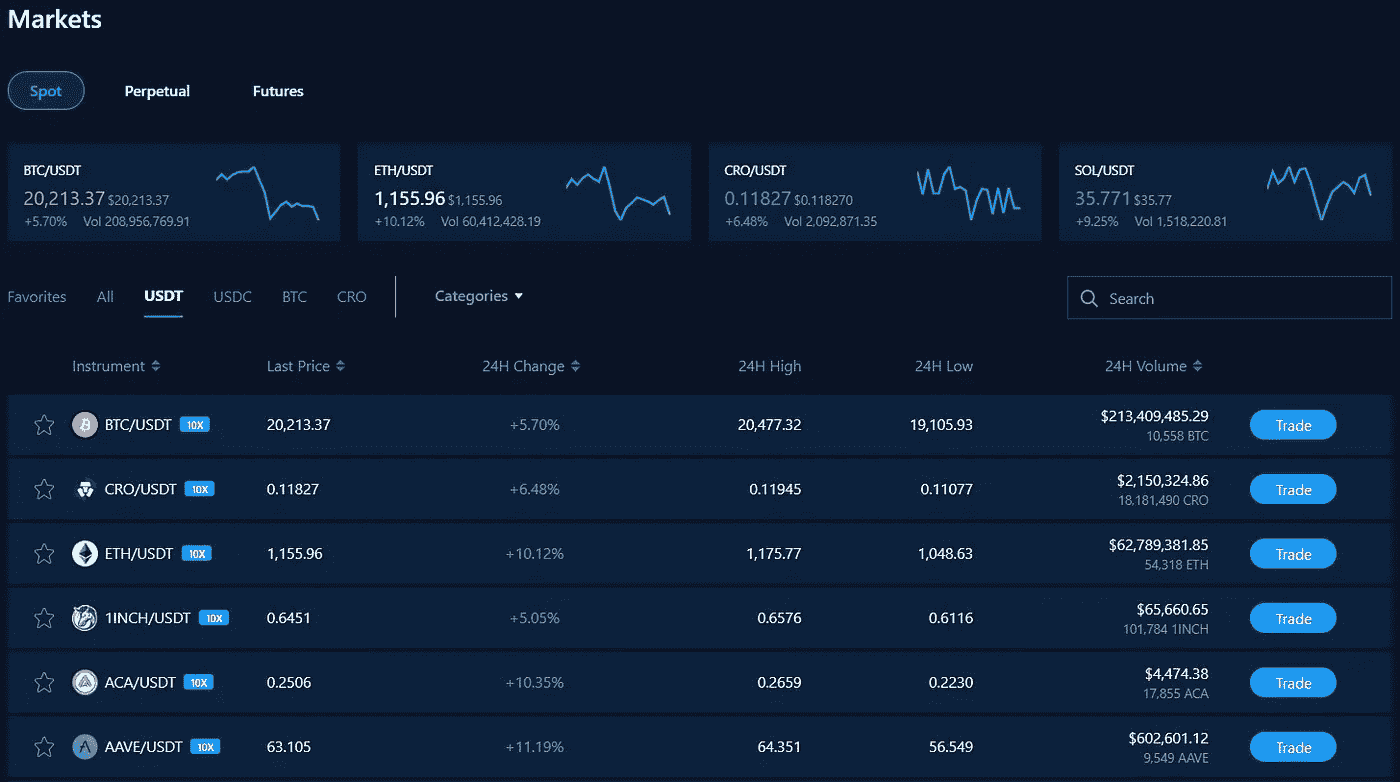 Markets
Spot Perpetual Futures
BTC/USDT
20,213.37 $20,213.37
+5.70% Vol 208,956,769.91
ETH/USDT
1,155.96 $1,155.96
+10.12% Vol 60,412,428.19
CRO/USDT
0.11827 $0.118270
+6.48% Vol 2,092,871.35
SOL/USDT
35.771 $35.77
+9.25% Vol 1,518,220.81
Favorites All USDT USDC BTC CRO Categories Search
Instrument Last Price 24H Change 24H High 24H Low 24H Volume
BTC/USDT 10X 20,213.37 +5.70% 20,477.32 19,105.93 $213,409,485.29 Trade
10,558 BTC
CRO/USDT 10X 0.11827 +6.48% 0.11945 0.11077 $2,150,324.86 Trade
18,181,490 CRO
ETH/USDT 10X 1,155.96 +10.12% 1,175.77 1,048.63 $62,789,381.85 Trade
54,318 ETH
1INCH/USDT 10X 0.6451 +5.05% 0.6576 0.6116 $65,660.65 Trade
101,784 1INCH
ACA/USDT 10X 0.2506 +10.35% 0.2659 0.2230 $4,474.38 Trade
17,855 ACA
AAVE/USDT 10X 63.105 +11.19% 64.351 56.549 $602,601.12 Trade
9,549 AAVE